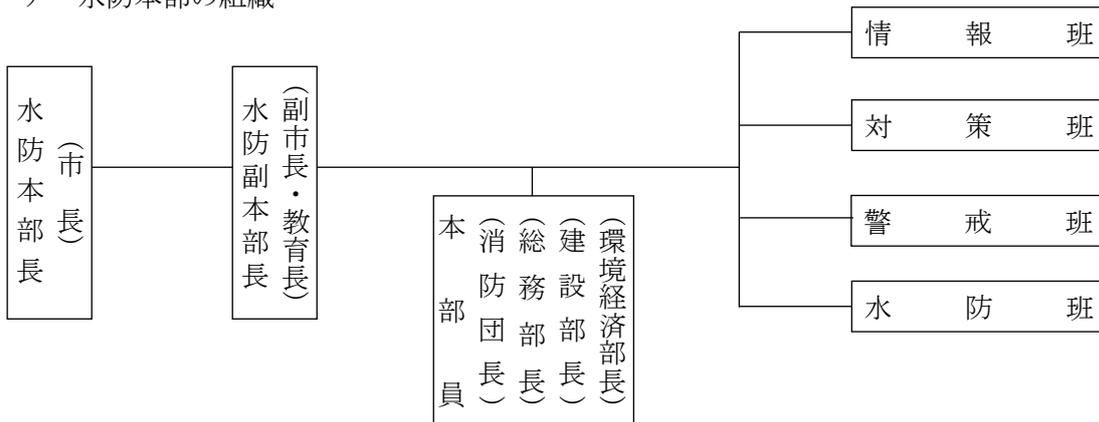 水防本部の組織
水防本部長
(市長)
水防副本部長
(副市長・教育長)
本部員
(消防団長)
(総務部長)
(建設部長)
(環境経済部長)
情報班
対策班
警戒班
水防班